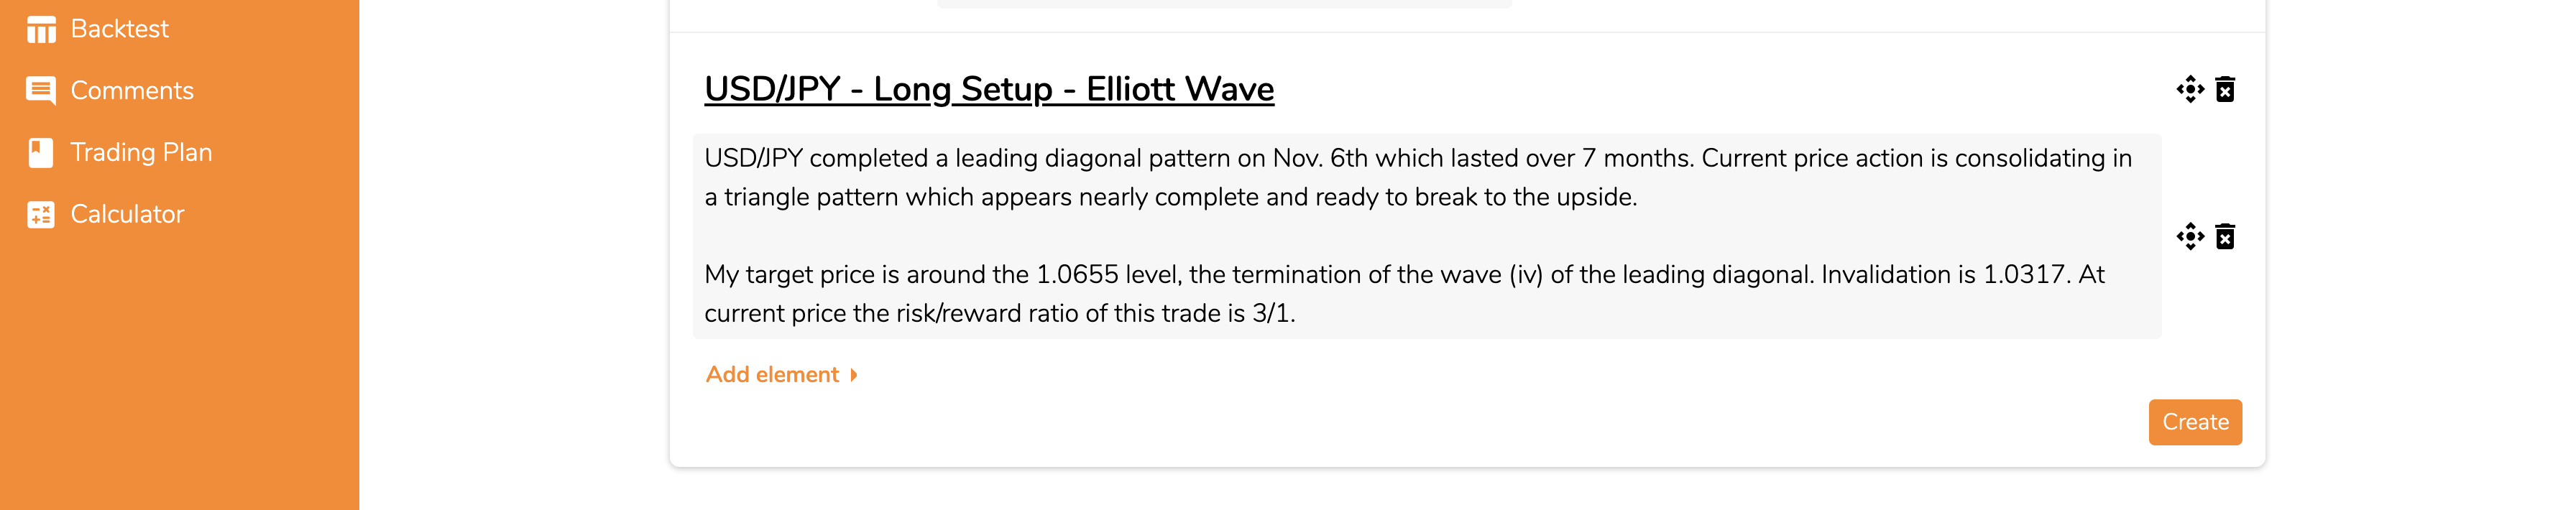 Backtest
Comments
Trading Plan
Calculator
USD/JPY - Long Setup - Elliott Wave
USD/JPY completed a leading diagonal pattern on Nov. 6th which lasted over 7 months. Current price action is consolidating in
a triangle pattern which appears nearly complete and ready to break to the upside.
My target price is around the 1.0655 level, the termination of the wave (iv) of the leading diagonal. Invalidation is 1.0317. At
current price the risk/reward ratio of this trade is 3/1.
Add element
Create